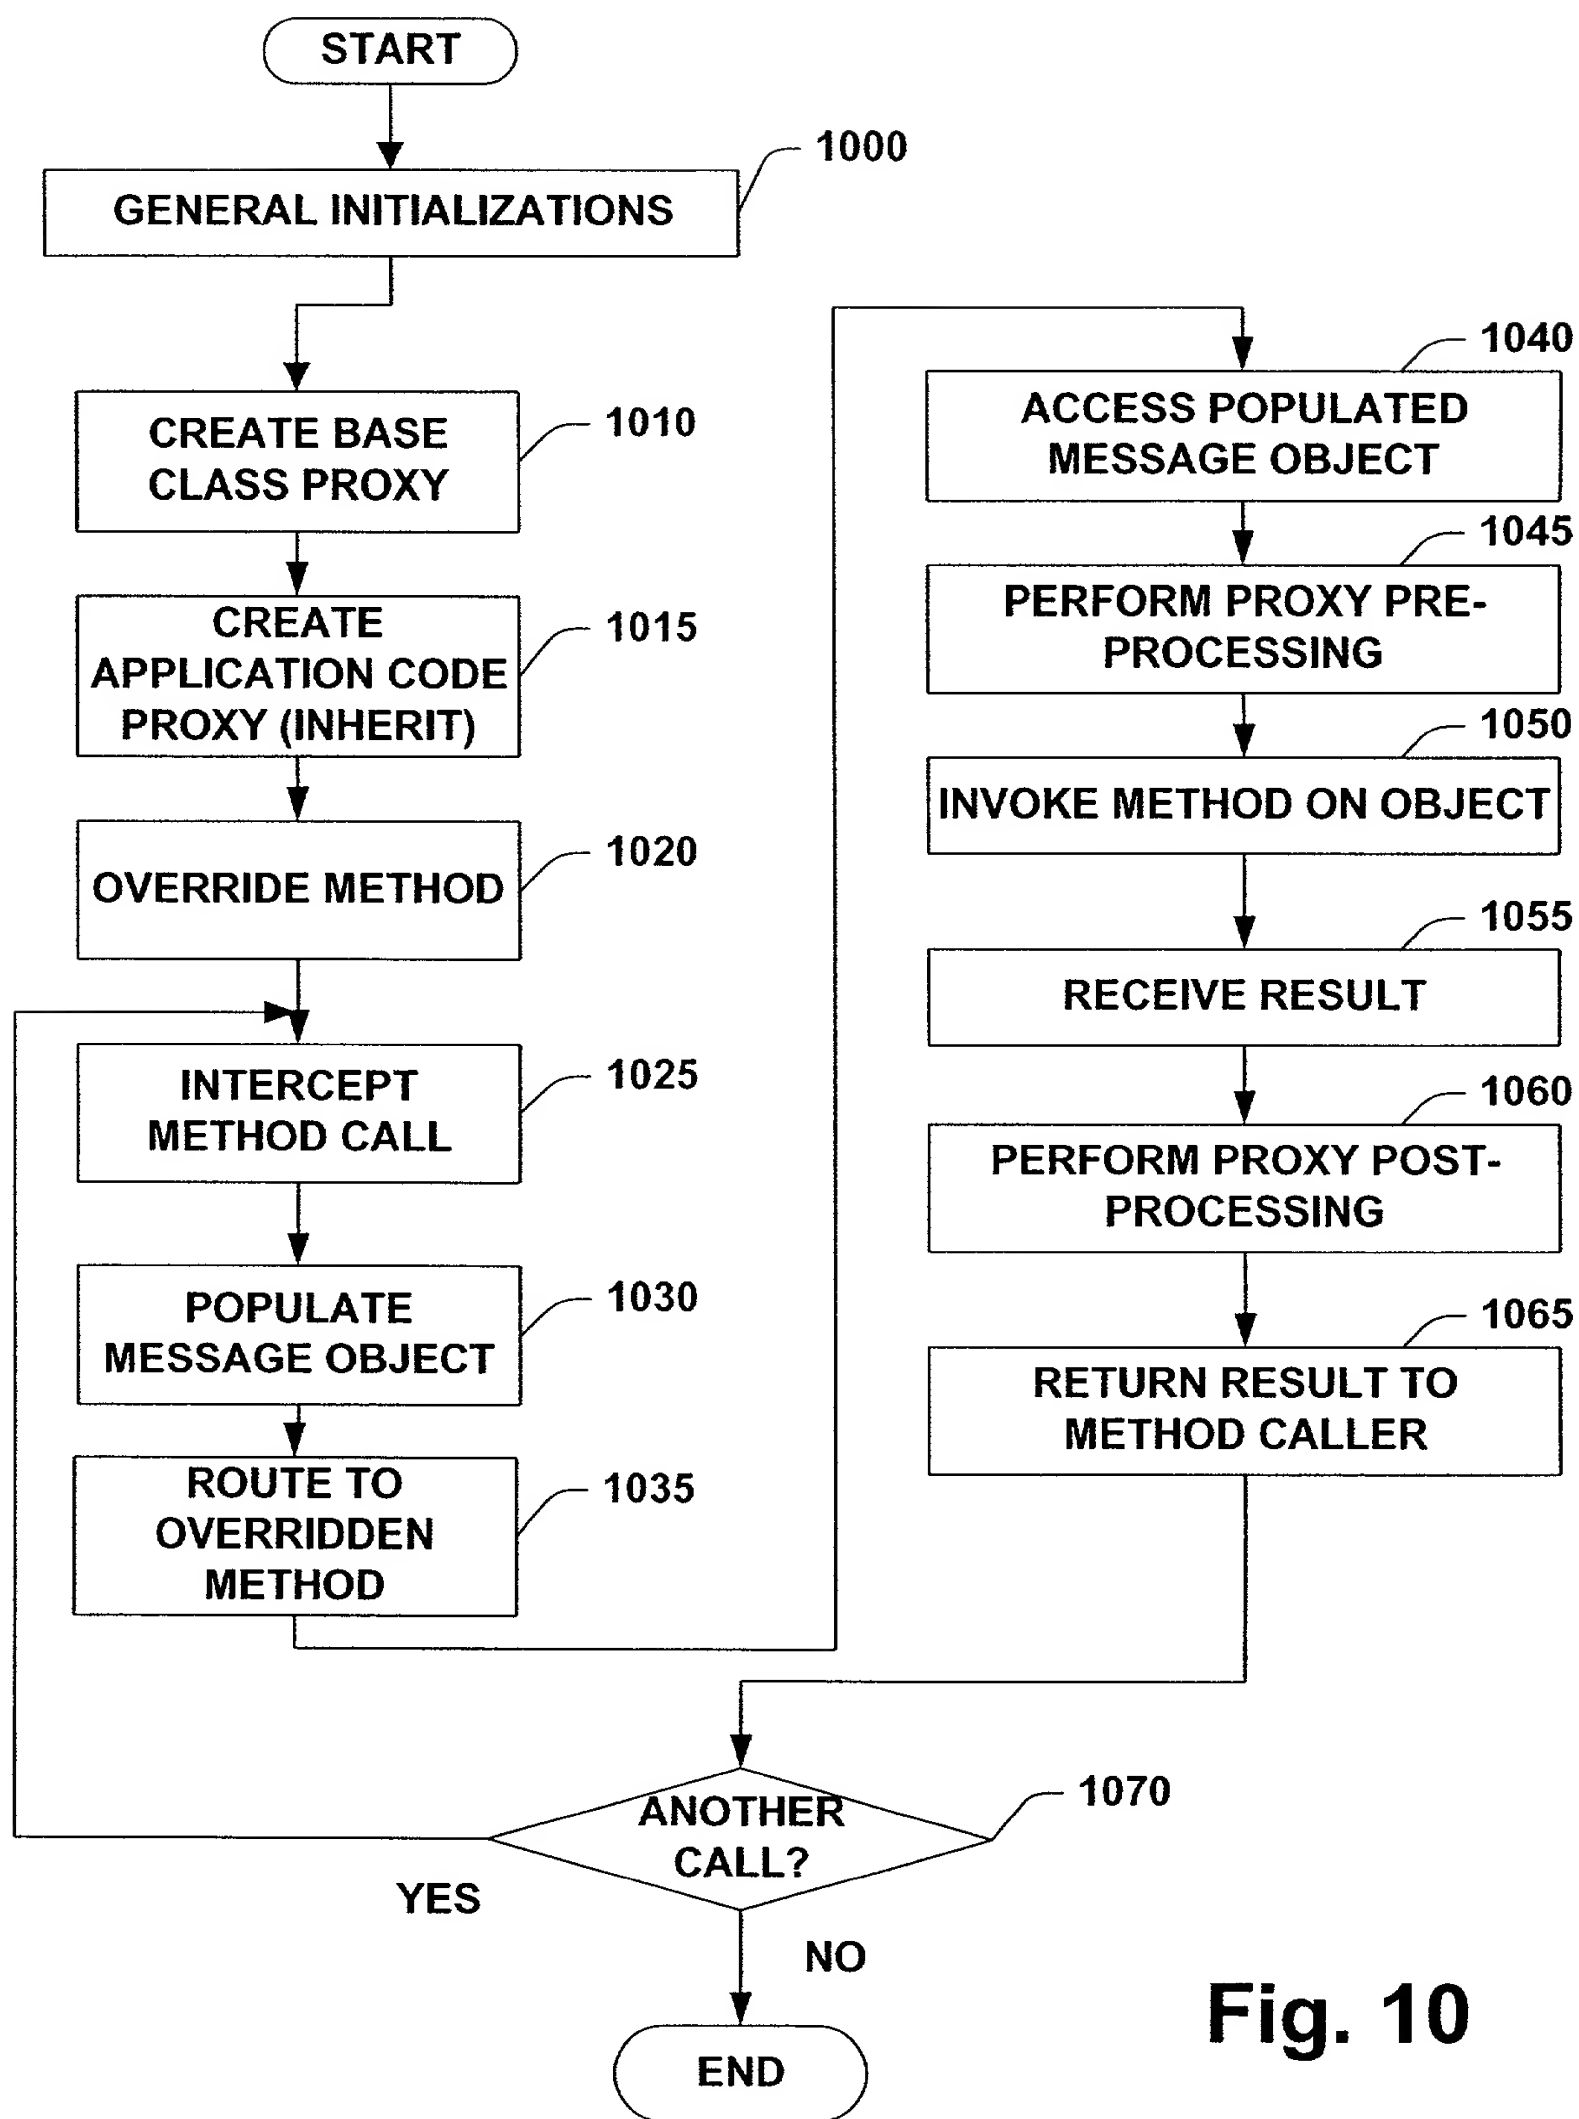 START
1000
GENERAL INITIALIZATIONS
1010
CREATE BASE
CLASS PROXY
1015
CREATE
APPLICATION CODE
PROXY (INHERIT)
1020
OVERRIDE METHOD
1025
INTERCEPT
METHOD CALL
1030
POPULATE
MESSAGE OBJECT
1035
ROUTE TO
OVERRIDDEN
METHOD
1040
ACCESS POPULATED
MESSAGE OBJECT
1045
PERFORM PROXY PRE-
PROCESSING
1050
INVOKE METHOD ON OBJECT
1055
RECEIVE RESULT
1060
PERFORM PROXY POST-
PROCESSING
1065
RETURN RESULT TO
METHOD CALLER
1070
ANOTHER
CALL?
YES
NO
END
Fig. 10